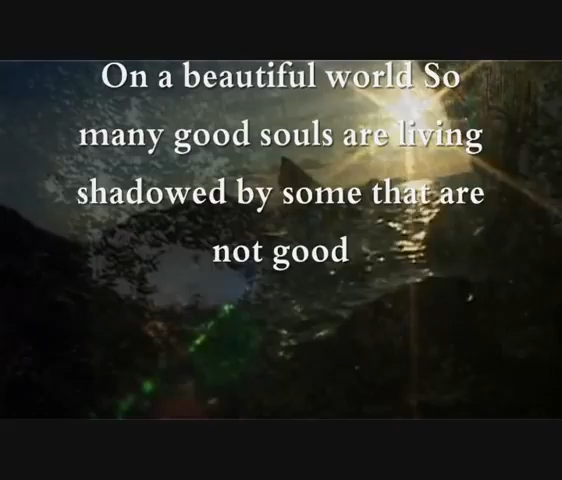 On a beautiful world So
many good souls are living
shadowed by some that are
not good